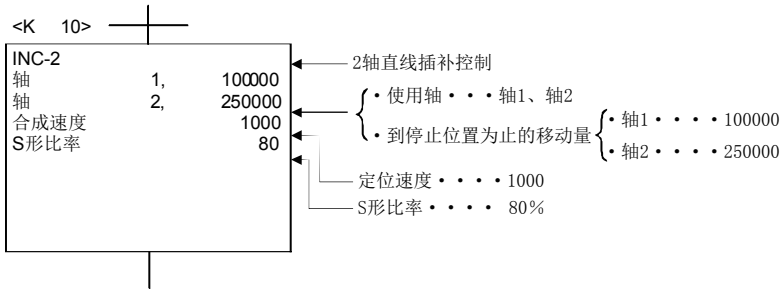 <K 10>
INC-2
轴 1, 100000
轴 2, 250000
合成速度 1000
S形比率 80
2轴直线插补控制
・使用轴・・・轴1、轴2
・到停止位置为止的移动量
・轴1・・・・100000
・轴2・・・・250000
定位速度・・・・1000
S形比率・・・・ 80%